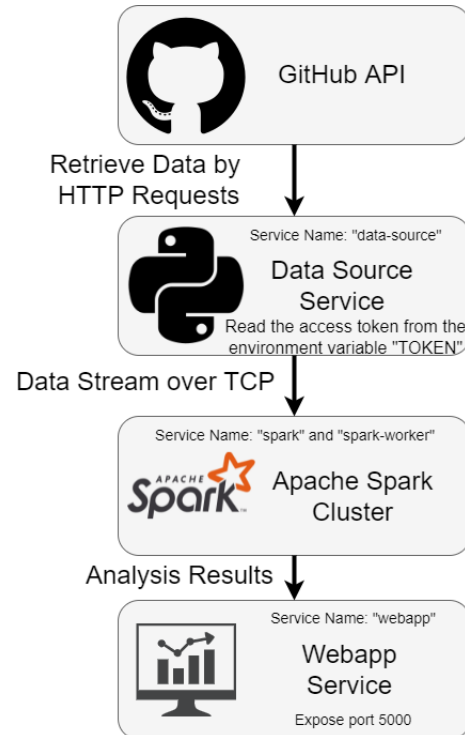 GitHub API
Retrieve Data by
HTTP Requests
Service Name: "data-source"
Data Source
Service
Read the access token from the
environment variable "TOKEN"
Data Stream over TCP
Service Name: "spark" and "spark-worker"
APACHE
Spark
Apache Spark
Cluster
Analysis Results
Service Name: "webapp"
Webapp
Service
Expose port 5000